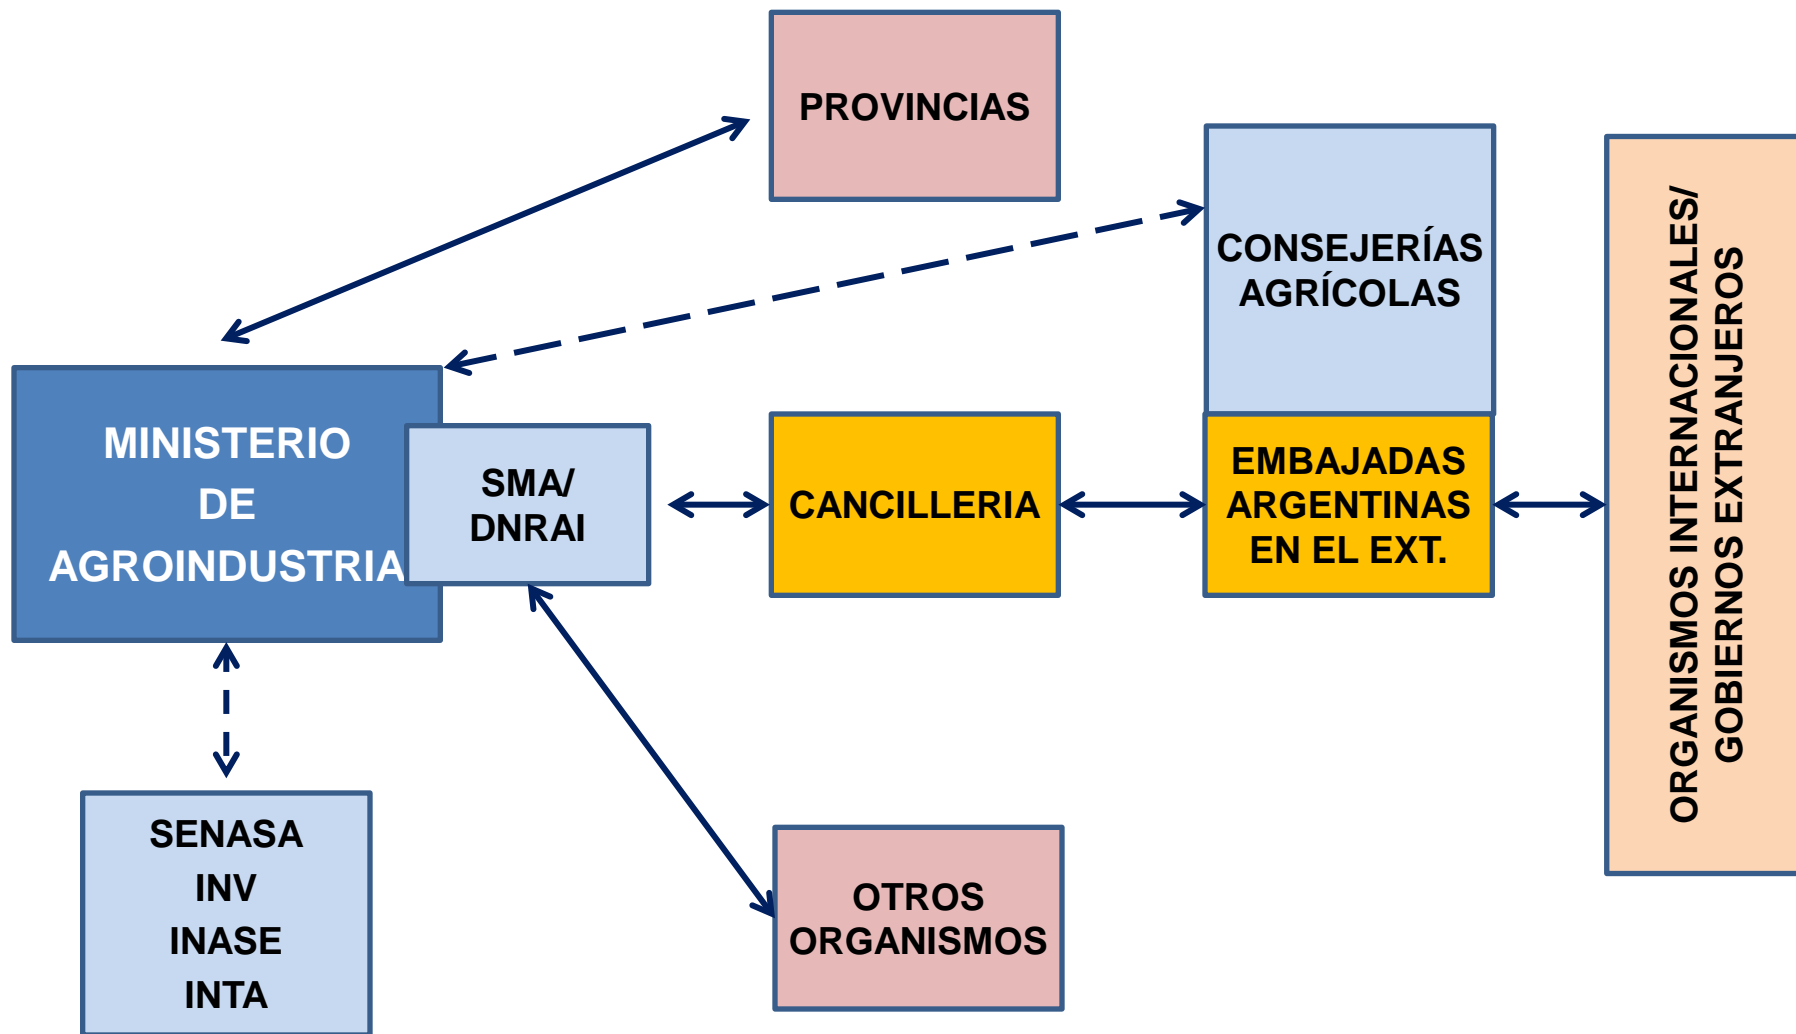 PROVINCIAS
CONSEJERÍAS
AGRÍCOLAS
ORGANISMOS INTERNACIONALES/
GOBIERNOS EXTRANJEROS
MINISTERIO
DE
AGROINDUSTRIA
SMA/
DNRAI
CANCILLERIA
EMBAJADAS
ARGENTINAS
EN EL EXT.
SENASA
INV
INASE
INTA
OTROS
ORGANISMOS